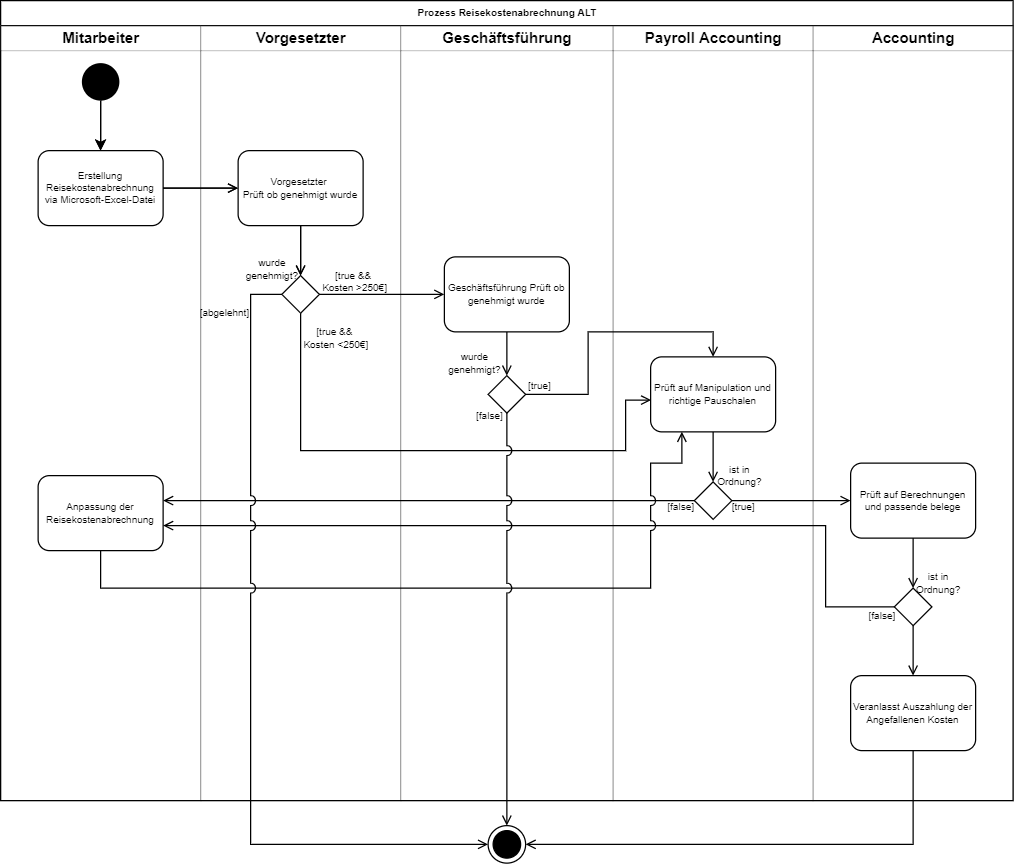 Prozess Reisekostenabrechnung ALT
Mitarbeiter
Vorgesetzter
Geschäftsführung
Payroll Accounting
Accounting
Erstellung
Reisekostenabrechnung
via Microsoft-Excel-Datei
Vorgesetzter
Prüft ob genehmigt wurde
wurde
genehmigt?
[true &&
Kosten >250€]
[abgelehnt]
[true &&
Kosten <250€]
Geschäftsführung Prüft ob
genehmigt wurde
wurde
genehmigt?
[true]
[false]
Prüft auf Manipulation und
richtige Pauschalen
ist in
Ordnung?
[false]
[true]
Anpassung der
Reisekostenabrechnung
Prüft auf Berechnungen
und passende belege
ist in
Ordnung?
[false]
Veranlasst Auszahlung der
Angefallenen Kosten